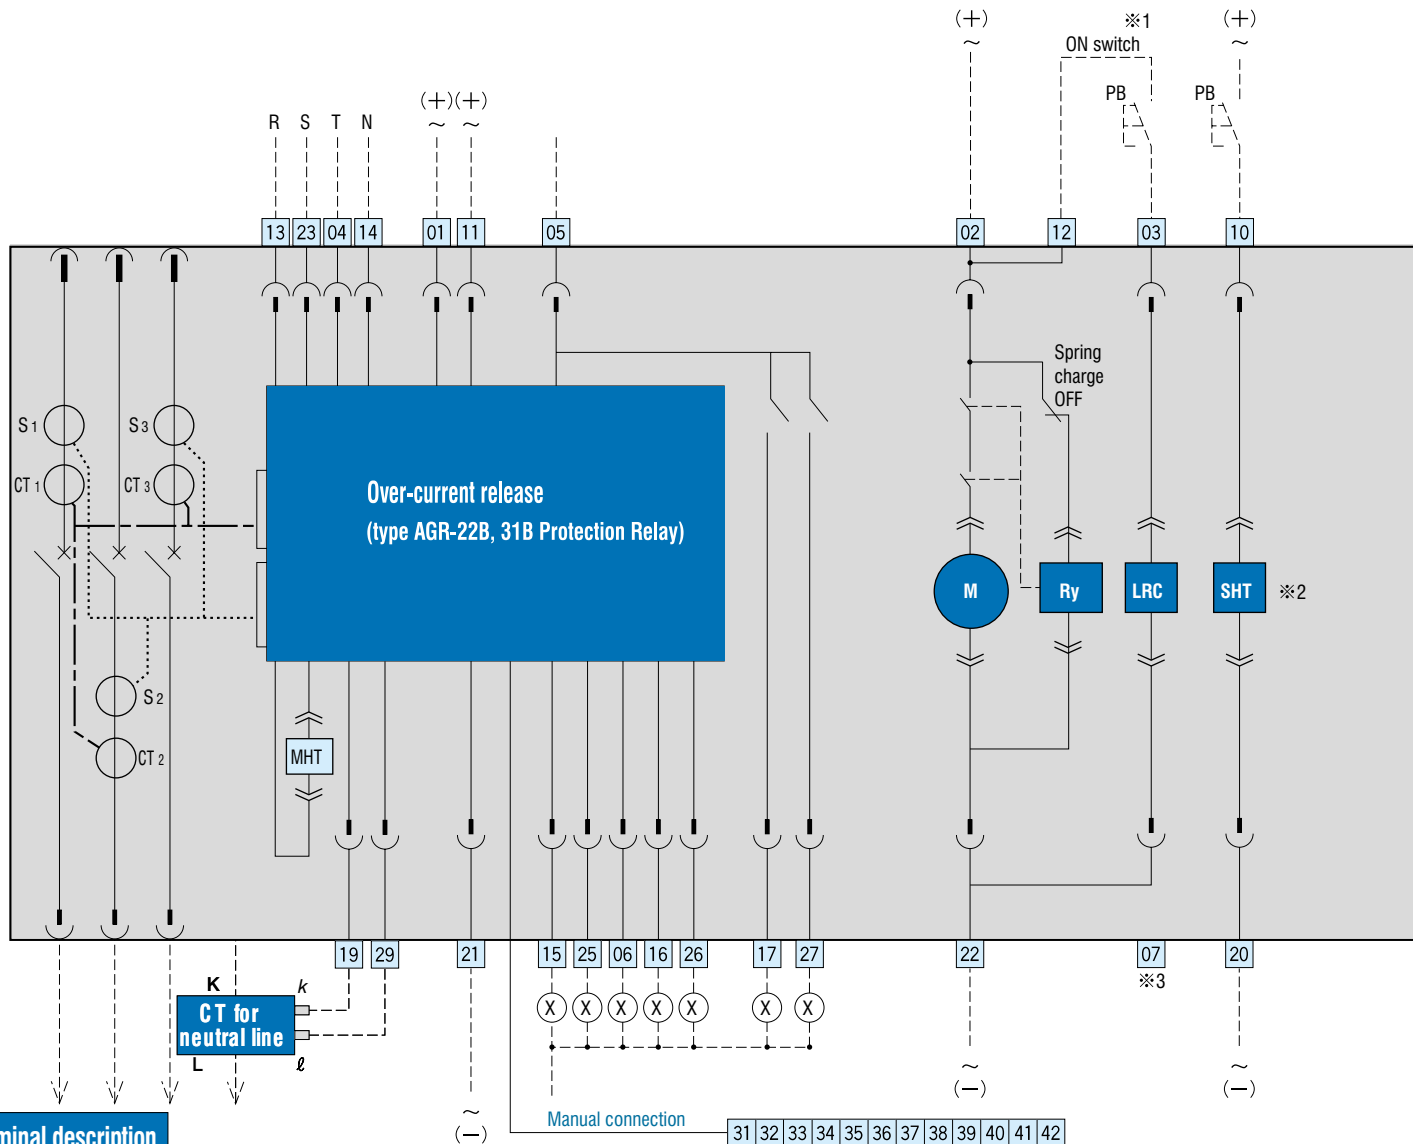 (+) ※1 (+)
~ ON switch ~
PB PB
(+) (+)
R S T N ~ ~
13 23 04 14 01 11 05 02 12 03 10
Spring
charge
OFF
S1 S3
CT1 CT3
Over-current release
(type AGR-22B, 31B Protection Relay)
M Ry LRC SHT ※2
S2
MHT CT2
19 29 21 15 25 06 16 26 17 27 22 07 20
※3
K k
CT for
neutral line
L ℓ
X X X X X X X
~ ~ ~
(−) (−) (−)
Manual connection
31 32 33 34 35 36 37 38 39 40 41 42
minal description